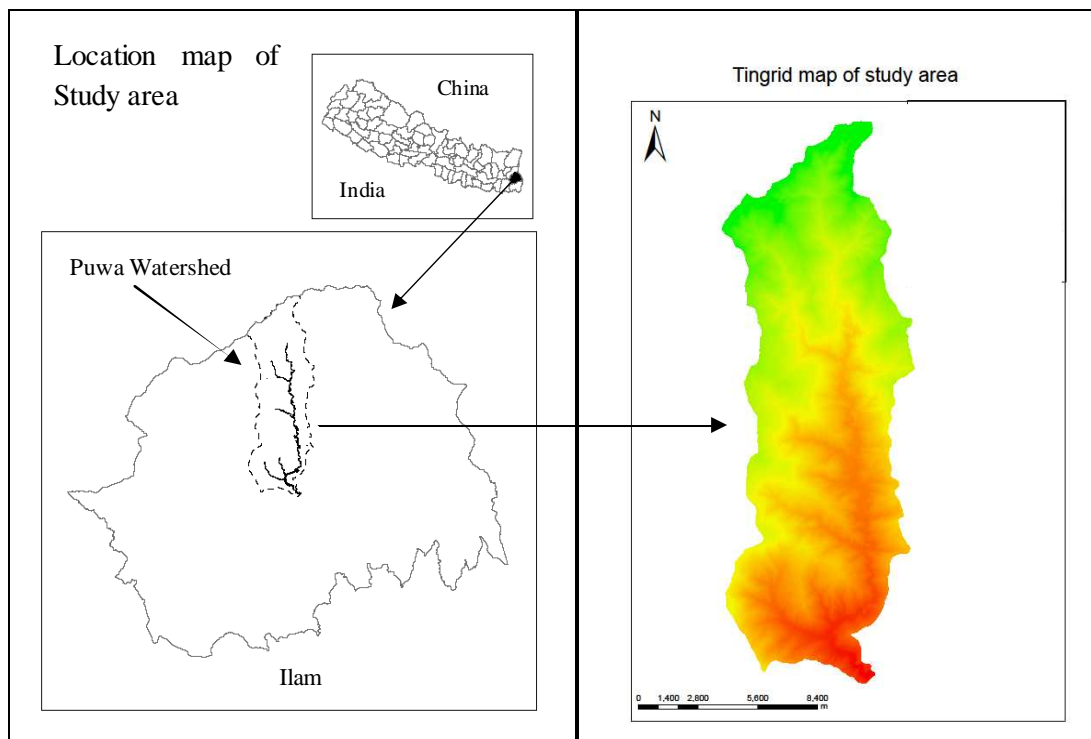 Location map of
Study area
China
India
Puwa Watershed
Ilam
Tingrid map of study area
N
0 1,400 2,800 5,600 8,400
m